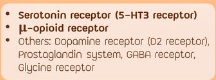 • Serotonin receptor (5-HT3 receptor)
• µ-opioid receptor
• Others: Dopamine receptor (D2 receptor),
Prostaglandin system, GABA receptor,
Glycine receptor